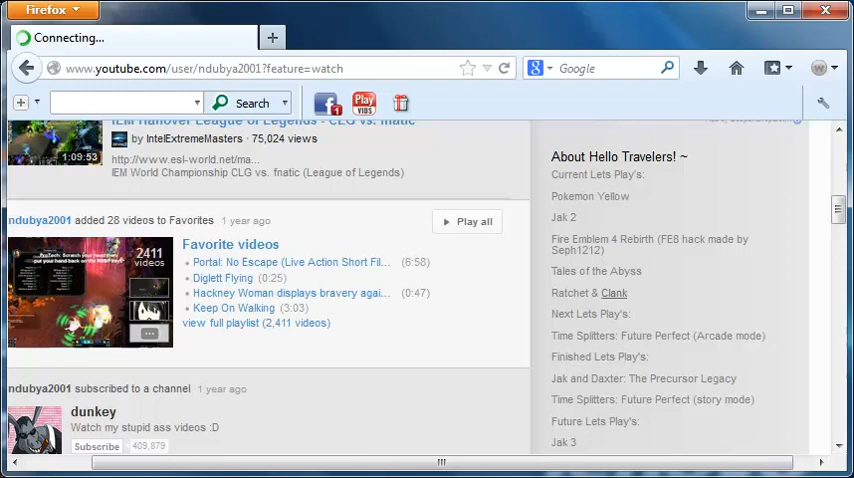 Firefox
Connecting...
www.youtube.com/user/ndubya2001?feature=watch
Google
Search
1
Play
VIDS
IEM Hanover League of Legends - CLG vs. fnatic
by IntelExtremeMasters · 75,024 views
1:09:53
http://www.esl-world.net/ma...
IEM World Championship CLG vs. fnatic (League of Legends)
ndubya2001 added 28 videos to Favorites 1 year ago
Play all
2411
videos
Favorite videos
Portal: No Escape (Live Action Short Fil... (6:58)
Diglett Flying (0:25)
Hackney Woman displays bravery agai... (0:47)
Keep On Walking (3:03)
view full playlist (2,411 videos)
ndubya2001 subscribed to a channel 1 year ago
dunkey
Watch my stupid ass videos :D
Subscribe 409,879
About Hello Travelers! ~
Current Lets Play's:
Pokemon Yellow
Jak 2
Fire Emblem 4 Rebirth (FE8 hack made by
Seph1212)
Tales of the Abyss
Ratchet & Clank
Next Lets Play's:
Time Splitters: Future Perfect (Arcade mode)
Finished Lets Play's:
Jak and Daxter: The Precursor Legacy
Time Splitters: Future Perfect (story mode)
Future Lets Play's:
Jak 3